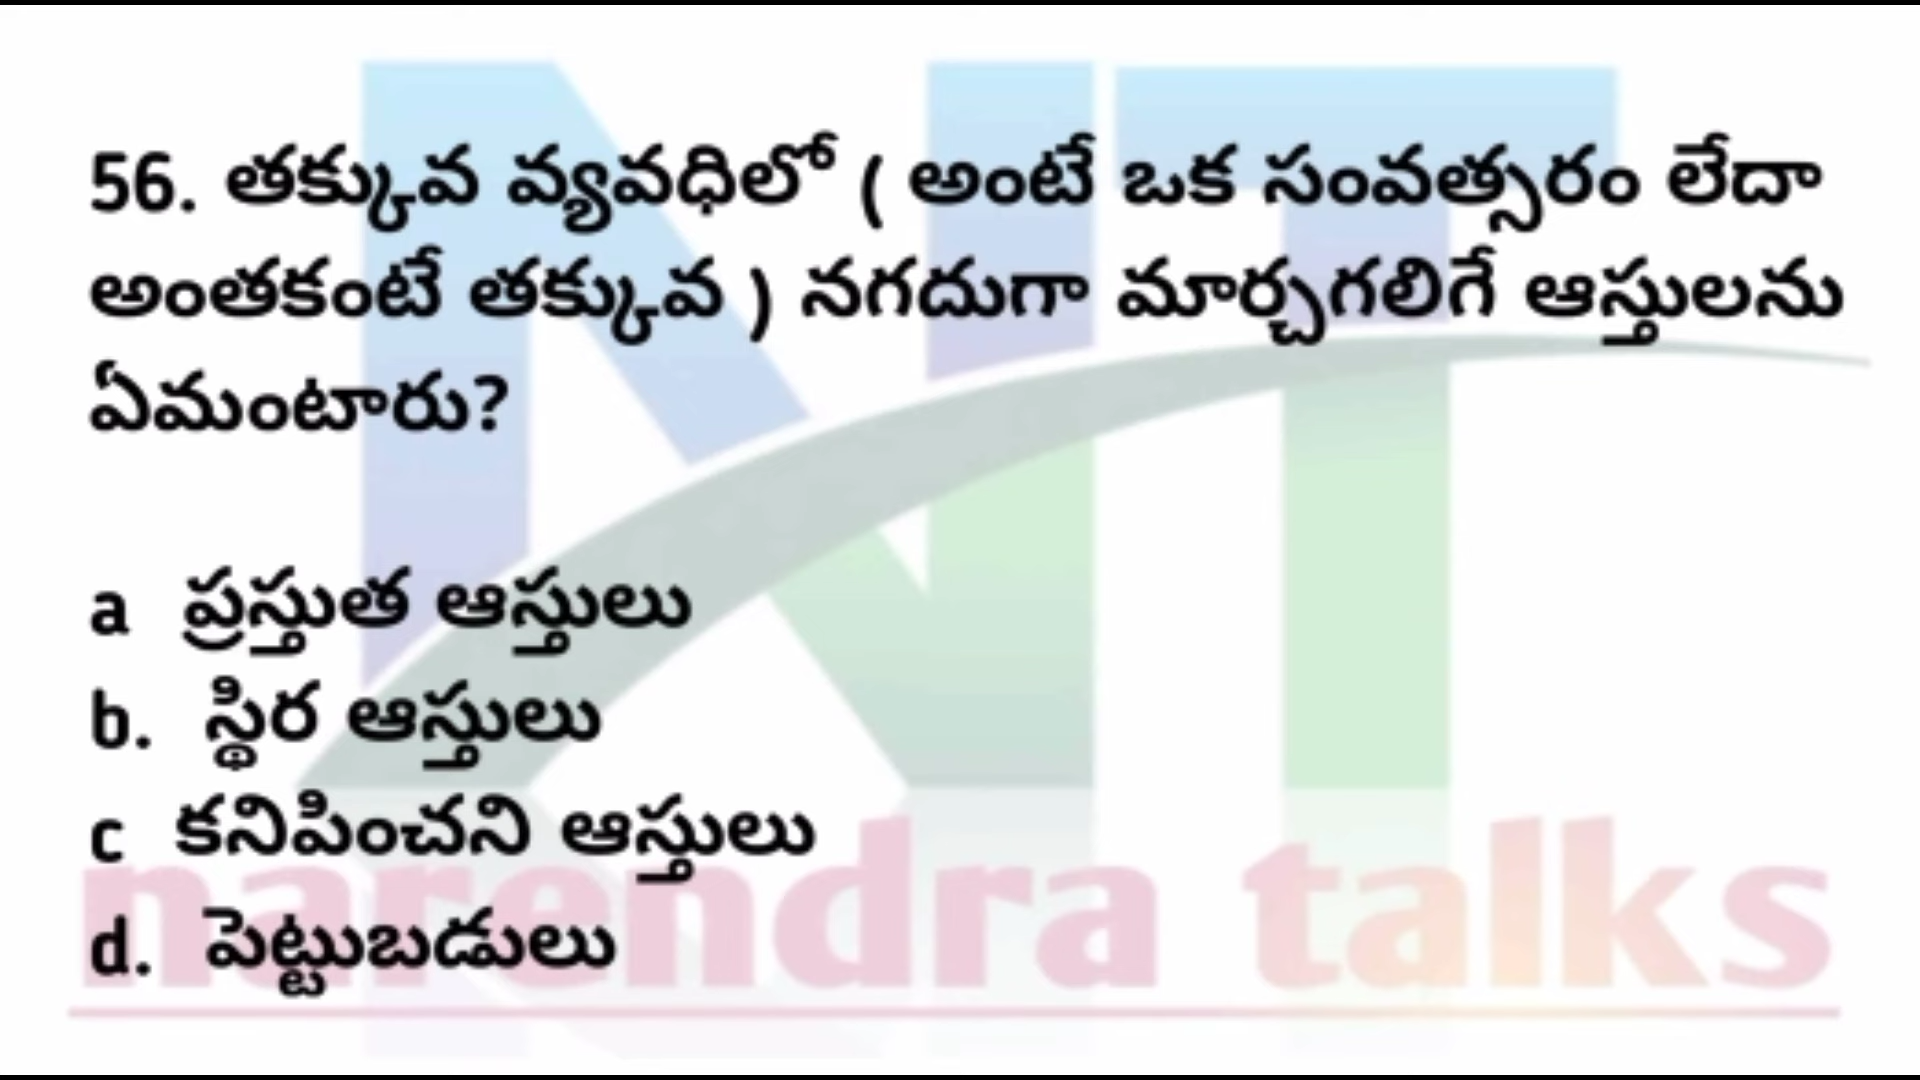 56. తక్కువ వ్యవధిలో ( అంటే ఒక సంవత్సరం లేదా
అంతకంటే తక్కువ ) నగదుగా మార్చగలిగే ఆస్తులను
ఏమంటారు?
a ప్రస్తుత ఆస్తులు
b. స్థిర ఆస్తులు
c కనిపించని ఆస్తులు
d. పెట్టుబడులు
NT
narendra talks